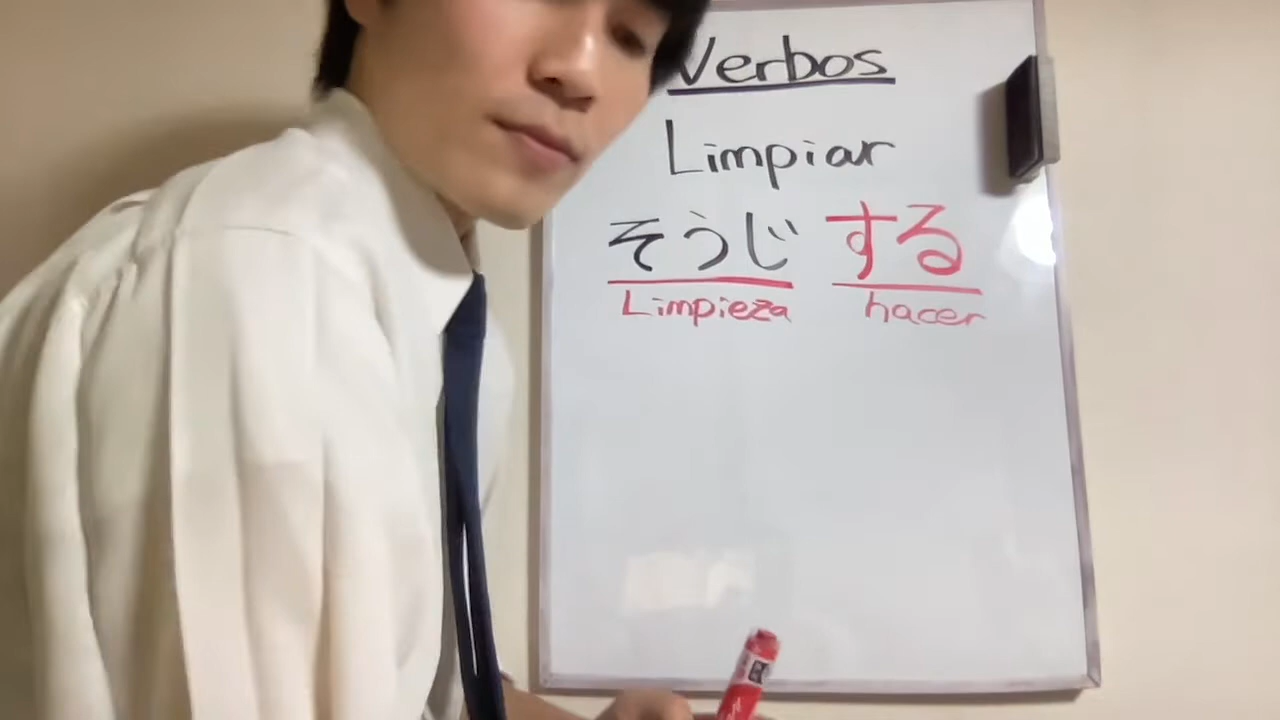 Verbos
Limpiar
そうじ する
Limpieza hacer